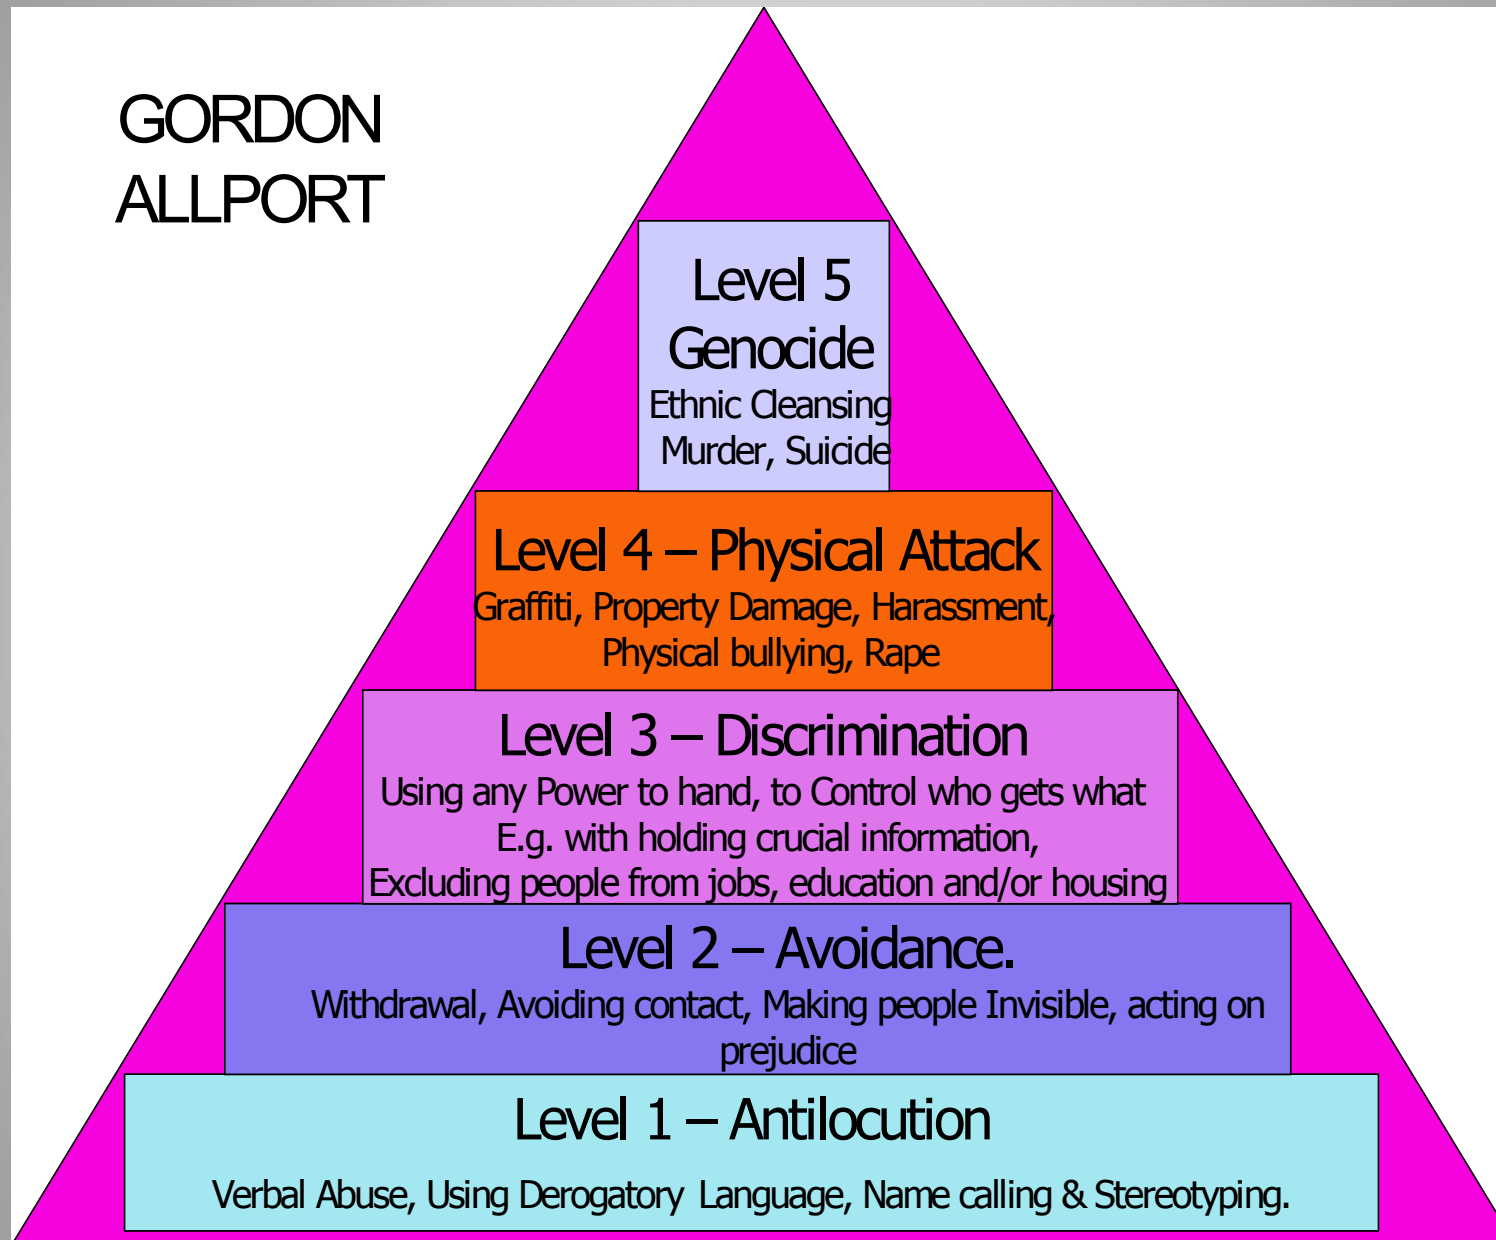 GORDON
ALLPORT
Level 5
Genocide
Ethnic Cleansing
Murder, Suicide
Level 4 – Physical Attack
Graffiti, Property Damage, Harassment,
Physical bullying, Rape
Level 3 – Discrimination
Using any Power to hand, to Control who gets what
E.g. with holding crucial information,
Excluding people from jobs, education and/or housing
Level 2 – Avoidance.
Withdrawal, Avoiding contact, Making people Invisible, acting on
prejudice
Level 1 – Antilocution
Verbal Abuse, Using Derogatory Language, Name calling & Stereotyping.